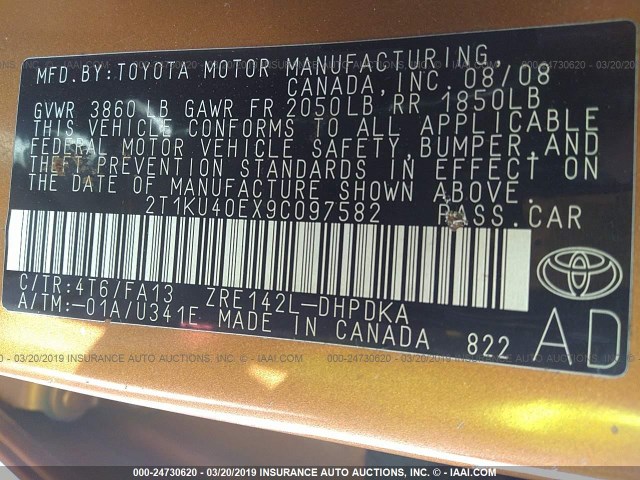 MFD.BY:TOYOTA MOTOR MANUFACTURING,
CANADA,INC. 08/08
GVWR 3860 LB GAWR FR 2050LB RR 1850LB
THIS VEHICLE CONFORMS TO ALL APPLICABLE
FEDERAL MOTOR VEHICLE SAFETY, BUMPER, AND
THEFT PREVENTION STANDARDS IN EFFECT ON
THE DATE OF MANUFACTURE SHOWN ABOVE.
2T1KU40EX9C097582 PASS.CAR
C/TR:4T6/FA13 ZRE142L-DHPDKA
A/TM:-01A/U341E MADE IN CANADA 822
AD
000-24730620 - 03/20/2019 INSURANCE AUTO AUCTIONS CORP. © - IAAI.COM